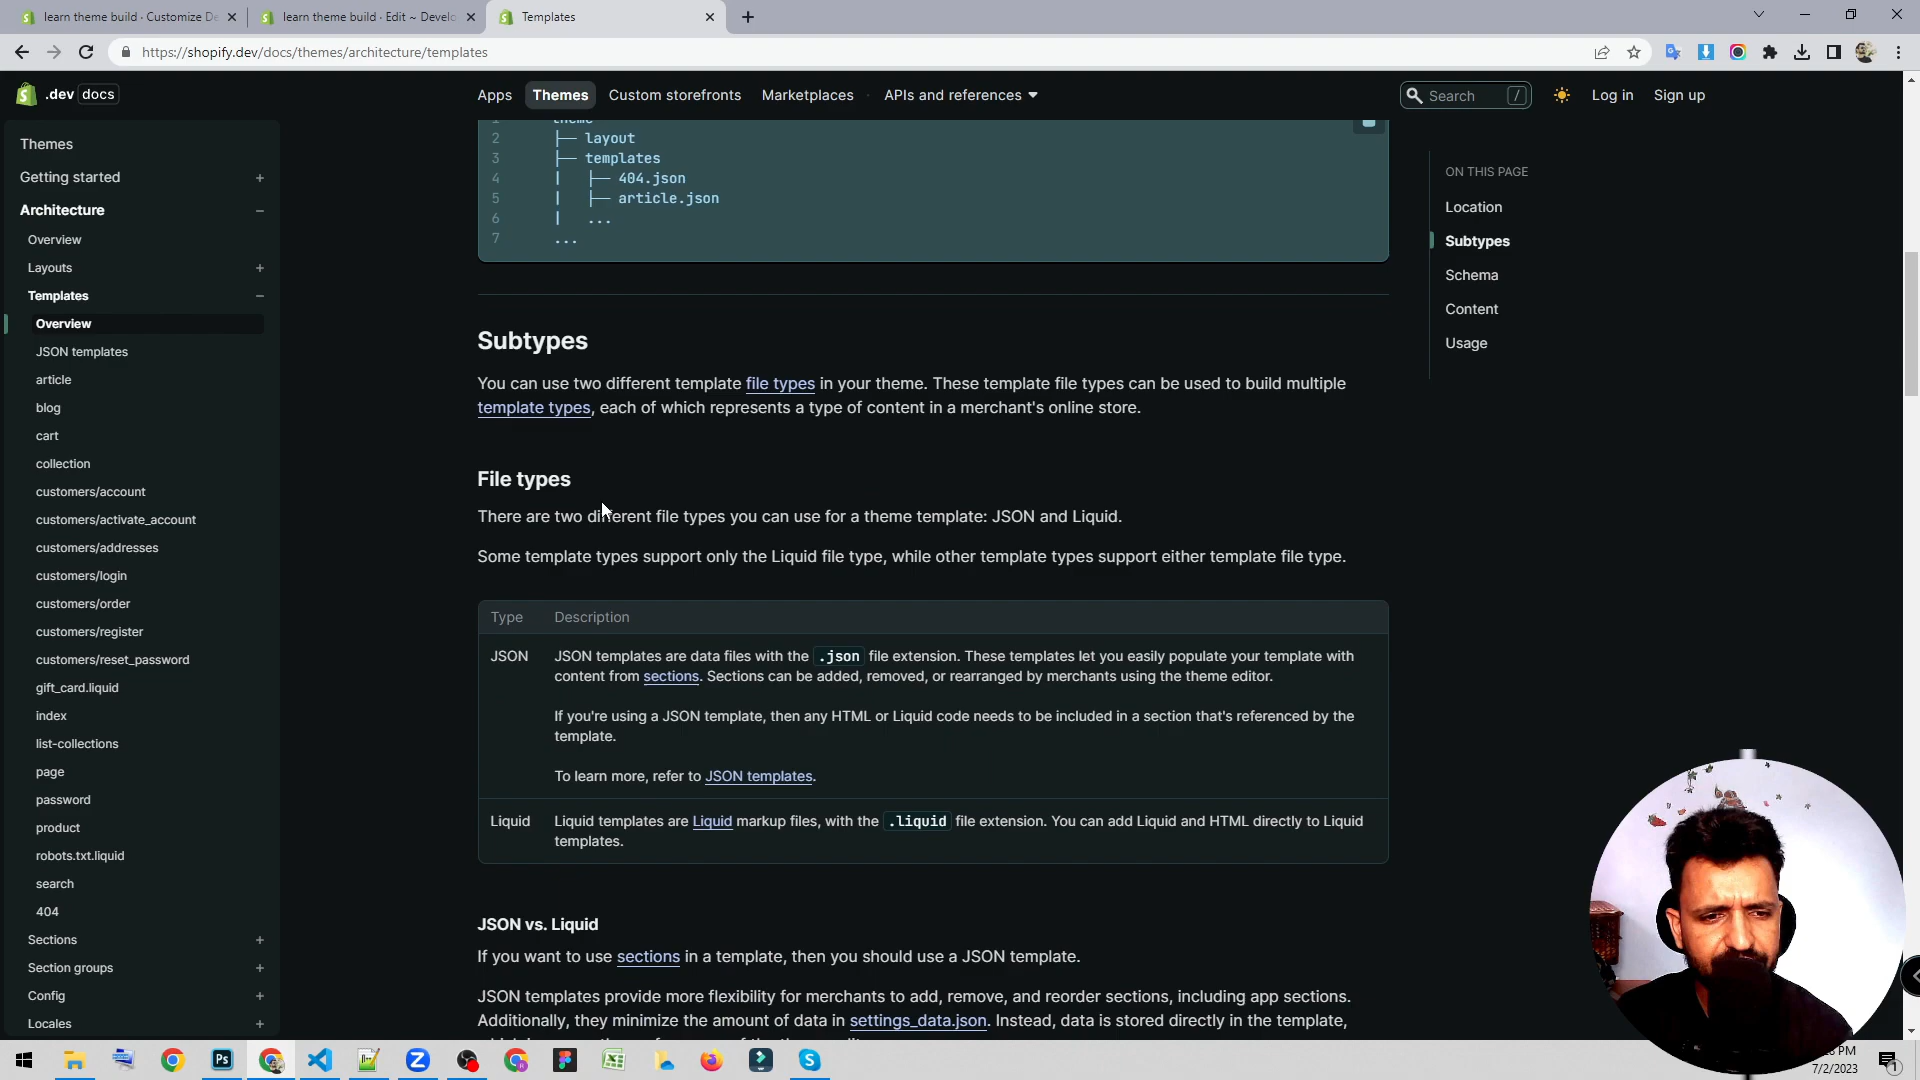 learn theme build · Customize De
learn theme build · Edit ~ Develo
Templates
https://shopify.dev/docs/themes/architecture/templates
.dev docs
Apps
Themes
Custom storefronts
Marketplaces
APIs and references
Search /
Log in
Sign up
Themes
Getting started
Architecture
Overview
Layouts
Templates
Overview
JSON templates
article
blog
cart
collection
customers/account
customers/activate_account
customers/addresses
customers/login
customers/order
customers/register
customers/reset_password
gift_card.liquid
index
list-collections
page
password
product
robots.txt.liquid
search
404
Sections
Section groups
Config
Locales
1 theme
2 ├── layout
3 ├── templates
4 | ├── 404.json
5 | ├── article.json
6 | ...
7 ...
Subtypes
You can use two different template file types in your theme. These template file types can be used to build multiple
template types, each of which represents a type of content in a merchant's online store.
File types
There are two different file types you can use for a theme template: JSON and Liquid.
Some template types support only the Liquid file type, while other template types support either template file type.
Type Description
JSON JSON templates are data files with the .json file extension. These templates let you easily populate your template with
content from sections. Sections can be added, removed, or rearranged by merchants using the theme editor.
If you're using a JSON template, then any HTML or Liquid code needs to be included in a section that's referenced by the
template.
To learn more, refer to JSON templates.
Liquid Liquid templates are Liquid markup files, with the .liquid file extension. You can add Liquid and HTML directly to Liquid
templates.
JSON vs. Liquid
If you want to use sections in a template, then you should use a JSON template.
JSON templates provide more flexibility for merchants to add, remove, and reorder sections, including app sections.
Additionally, they minimize the amount of data in settings_data.json. Instead, data is stored directly in the template,
ON THIS PAGE
Location
Subtypes
Schema
Content
Usage
Ps
PM
7/2/2023
1